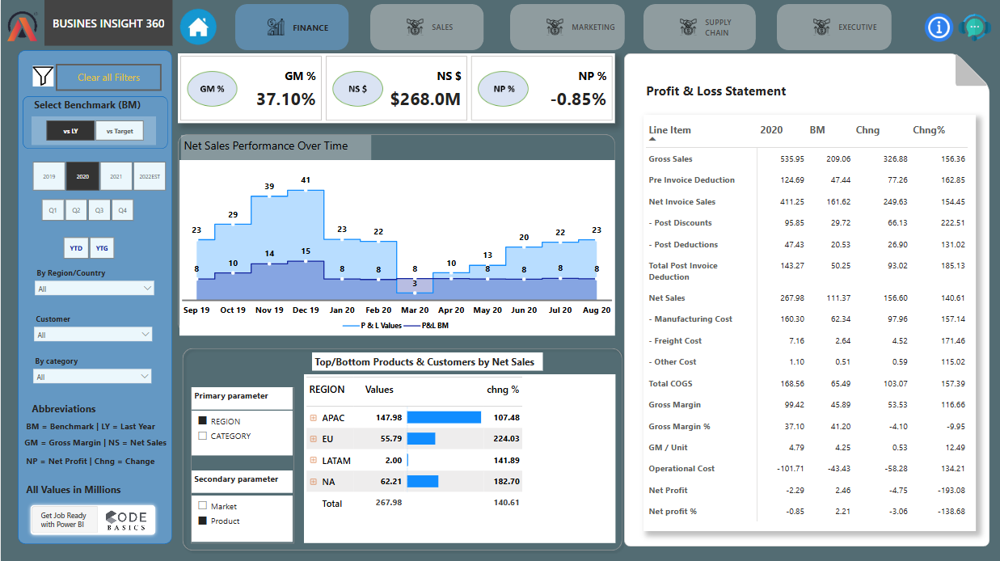 BUSINES INSIGHT 360
FINANCE
SALES
MARKETING
SUPPLY
CHAIN
EXECUTIVE
Clear all Filters
Select Benchmark (BM)
vs LY
vs Target
2019
2020
2021
2022EST
Q1
Q2
Q3
Q4
YTD
YTG
By Region/Country
All
Customer
All
By category
All
Abbreviations
BM = Benchmark | LY = Last Year
GM = Gross Margin | NS = Net Sales
NP = Net Profit | Chng = Change
All Values in Millions
Get Job Ready
with Power BI
CODE
BASICS
GM %
GM %
37.10%
NS $
NS $
$268.0M
NP %
NP %
-0.85%
Net Sales Performance Over Time
23 29 39 41 23 22 3 10 13 20 22 23
8 10 14 15 8 8 8 8 8 8 8
Sep 19 Oct 19 Nov 19 Dec 19 Jan 20 Feb 20 Mar 20 Apr 20 May 20 Jun 20 Jul 20 Aug 20
P & L Values P&L BM
Top/Bottom Products & Customers by Net Sales
Primary parameter
REGION
CATEGORY
Secondary parameter
Market
Product
REGION Values chng %
APAC 147.98 107.48
EU 55.79 224.03
LATAM 2.00 141.89
NA 62.21 182.70
Total 267.98 140.61
Profit & Loss Statement
Line Item 2020 BM Chng Chng%
Gross Sales 535.95 209.06 326.88 156.36
Pre Invoice Deduction 124.69 47.44 77.26 162.85
Net Invoice Sales 411.25 161.62 249.63 154.45
- Post Discounts 95.85 29.72 66.13 222.51
- Post Deductions 47.43 20.53 26.90 131.02
Total Post Invoice
Deduction 143.27 50.25 93.02 185.13
Net Sales 267.98 111.37 156.60 140.61
- Manufacturing Cost 160.30 62.34 97.96 157.14
- Freight Cost 7.16 2.64 4.52 171.46
- Other Cost 1.10 0.51 0.59 115.02
Total COGS 168.56 65.49 103.07 157.39
Gross Margin 99.42 45.89 53.53 116.66
Gross Margin % 37.10 41.20 -4.10 -9.95
GM / Unit 4.79 4.25 0.53 12.49
Operational Cost -101.71 -43.43 -58.28 134.21
Net Profit -2.29 2.46 -4.75 -193.08
Net profit % -0.85 2.21 -3.06 -138.68